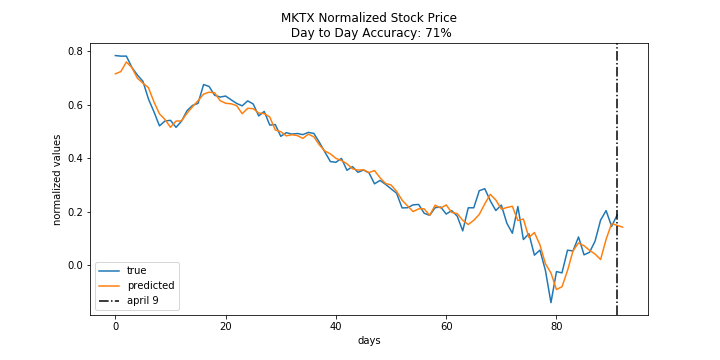 MKTX Normalized Stock Price
Day to Day Accuracy: 71%
normalized values
0.8
0.6
0.4
0.2
0.0
true
predicted
april 9
0
20
40
60
80
days